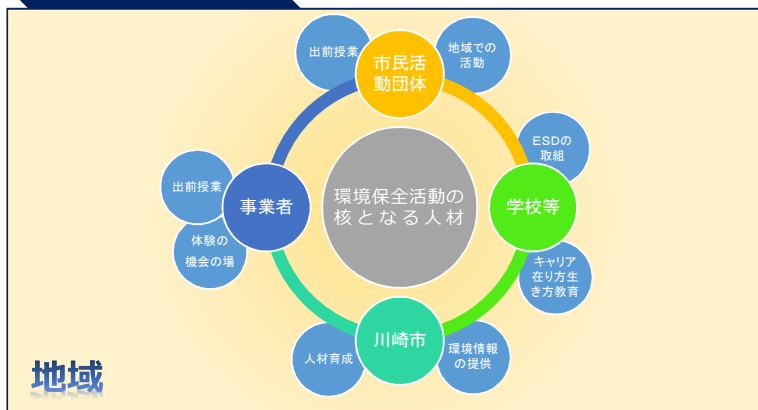 出前授業
市民活
動団体
地域での
活動
ESDの
取組
出前授業
事業者
環境保全活動の
核となる人材
学校等
体験の
機会の場
キャリア
在り方生
き方教育
川崎市
人材育成
環境情報
の提供
地域